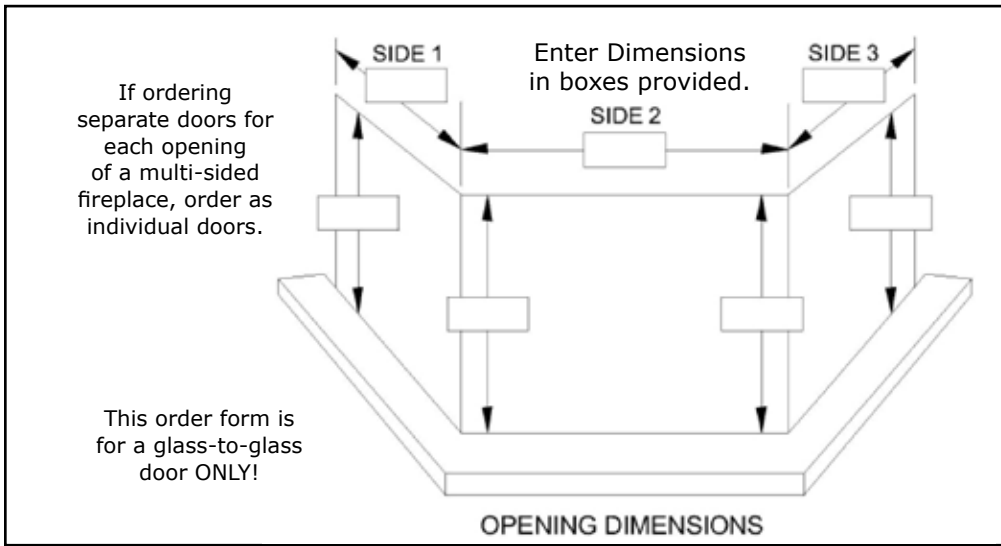 SIDE 1
Enter Dimensions
in boxes provided.
SIDE 3
SIDE 2
If ordering
separate doors for
each opening
of a multi-sided
fireplace, order as
individual doors.
This order form is
for a glass-to-glass
door ONLY!
OPENING DIMENSIONS